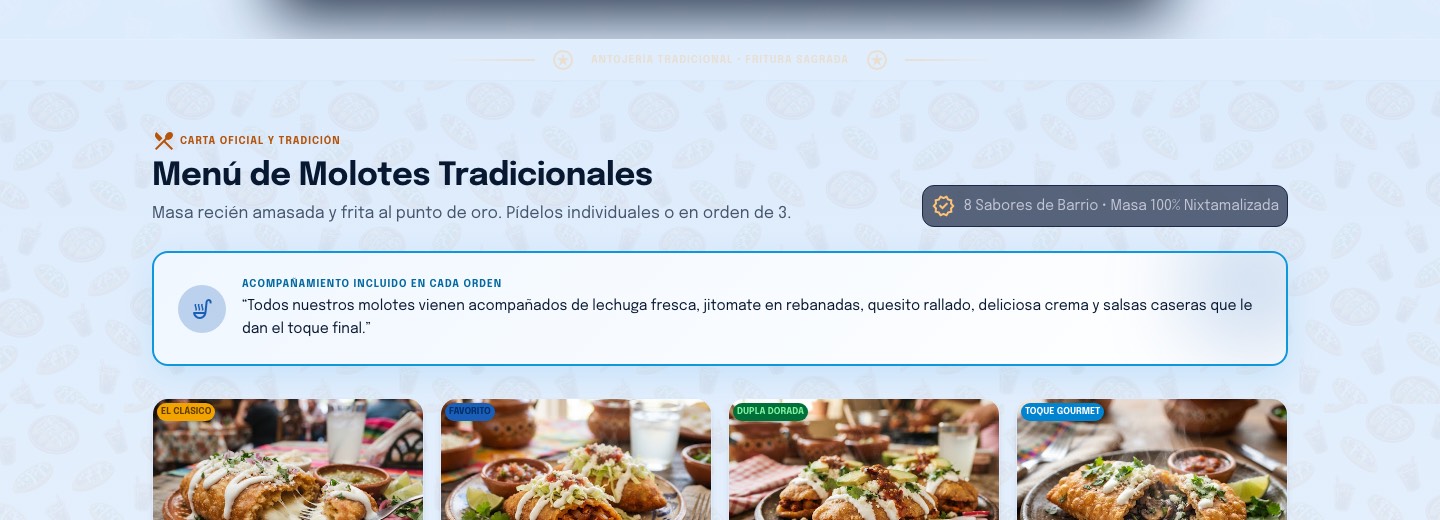 ANTOJERÍA TRADICIONAL • FRITURA SAGRADA
CARTA OFICIAL Y TRADICIÓN
Menú de Molotes Tradicionales
Masa recién amasada y frita al punto de oro. Pídelos individuales o en orden de 3.
8 Sabores de Barrio • Masa 100% Nixtamalizada
ACOMPAÑAMIENTO INCLUIDO EN CADA ORDEN
“Todos nuestros molotes vienen acompañados de lechuga fresca, jitomate en rebanadas, quesito rallado, deliciosa crema y salsas caseras que le
dan el toque final.”
EL CLÁSICO
FAVORITO
DUPLA DORADA
TOQUE GOURMET